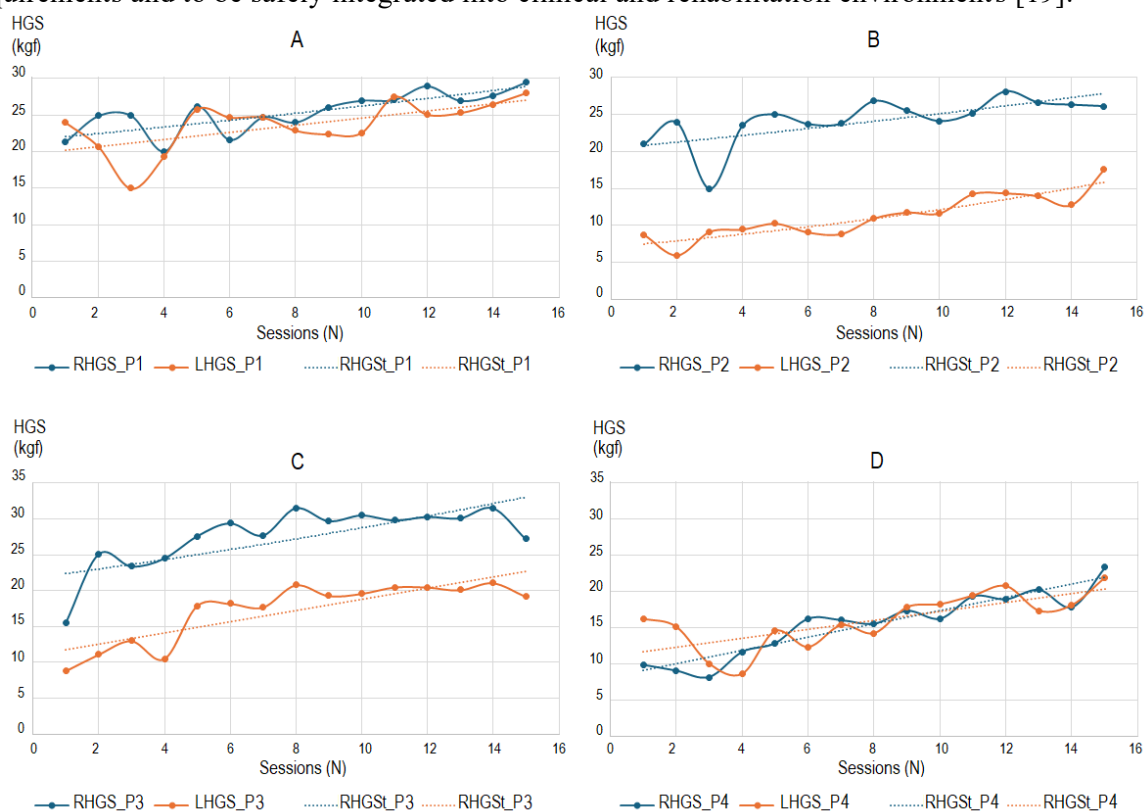 quirements and to be safely integrated into clinical and rehabilitation environments [19].
HGS
(kgf)
A
30
25
20
15
10
5
0
0 2 4 6 8 10 12 14 16
Sessions (N)
RHGS_P1 LHGS_P1 RHGSt_P1 RHGSt_P1
HGS
(kgf)
B
30
25
20
15
10
5
0
0 2 4 6 8 10 12 14 16
Sessions (N)
RHGS_P2 LHGS_P2 RHGSt_P2 RHGSt_P2
HGS
(kgf)
C
35
30
25
20
15
10
5
0
0 2 4 6 8 10 12 14 16
Sessions (N)
RHGS_P3 LHGS_P3 RHGSt_P3 RHGSt_P3
HGS
(kgf)
D
35
30
25
20
15
10
5
0
0 2 4 6 8 10 12 14 16
Sessions (N)
RHGS_P4 LHGS_P4 RHGSt_P4 RHGSt_P4